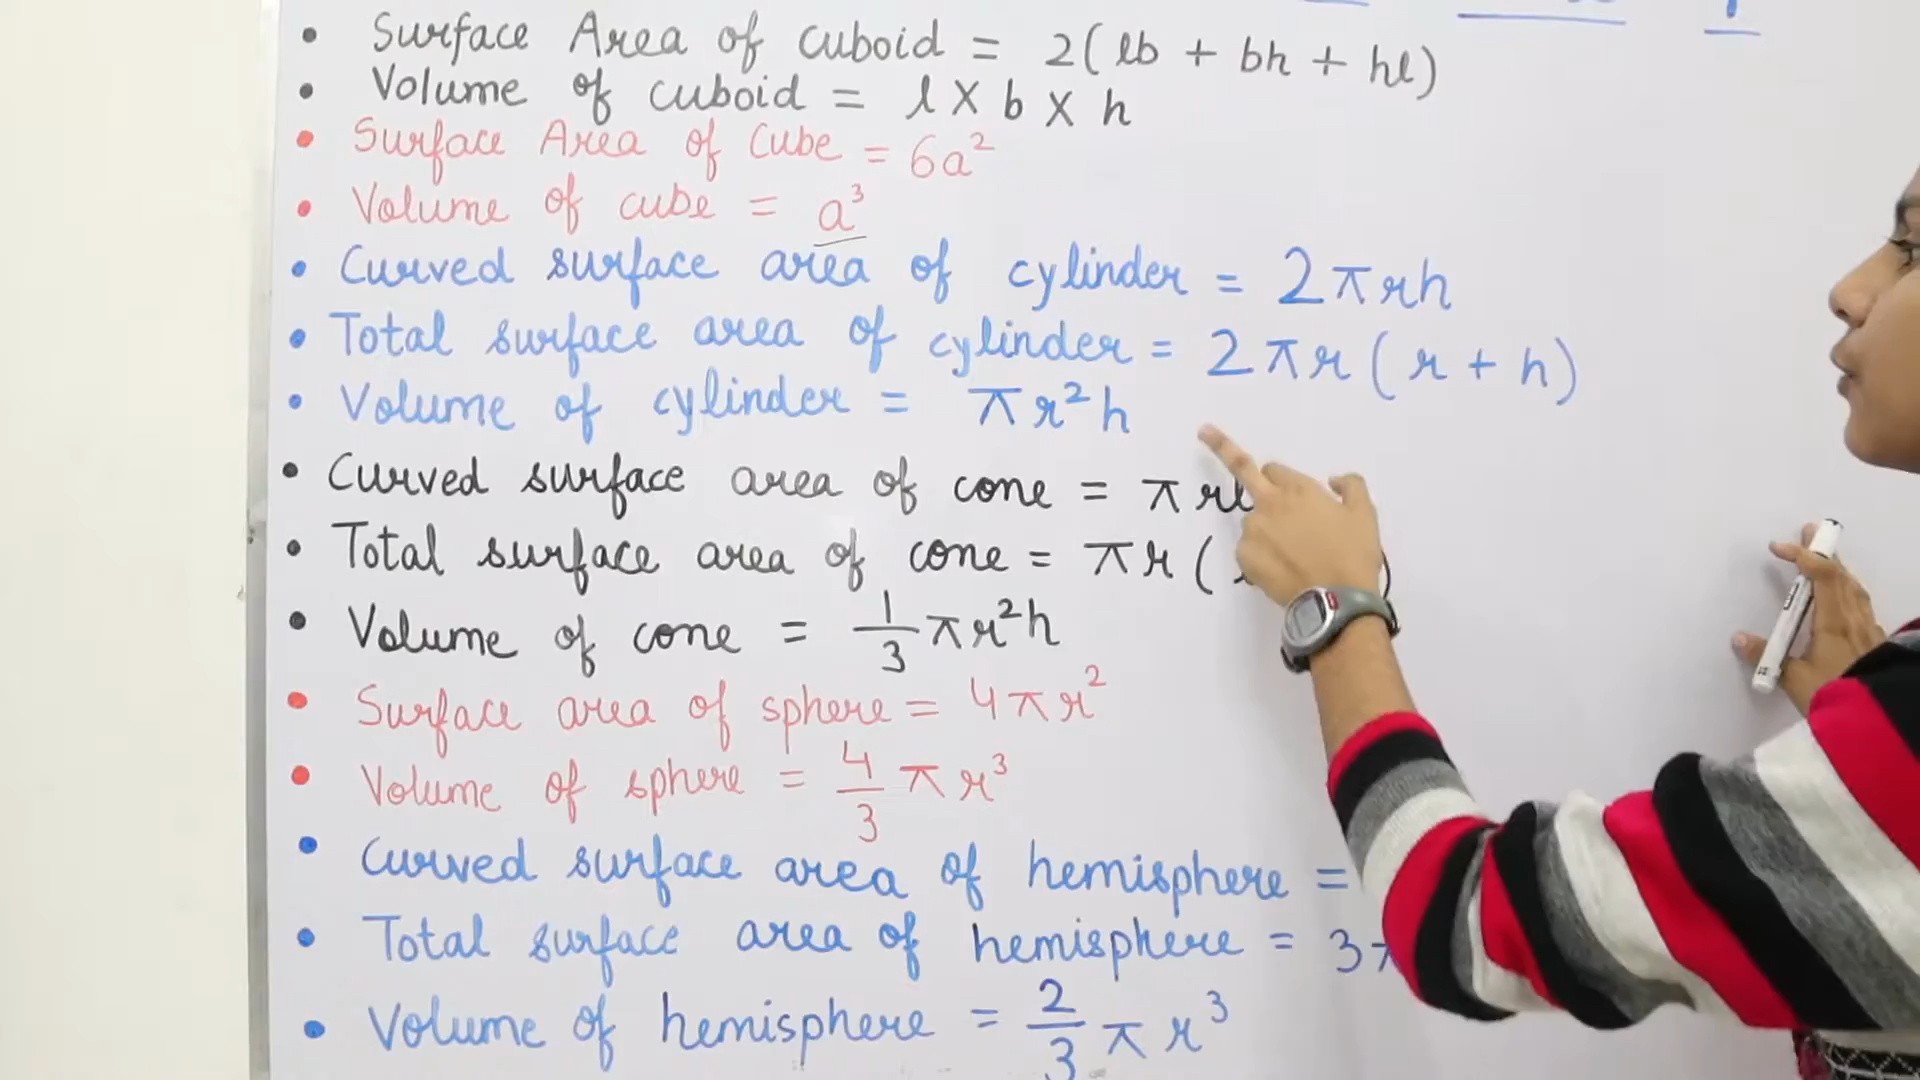 • Surface Area of cuboid = 2(lb + bh + hl)
• Volume of cuboid = l X b X h
• Surface Area of Cube = 6a²
• Volume of cube = a³
• Curved surface area of cylinder = 2πrh
• Total surface area of cylinder = 2πr(r + h)
• Volume of cylinder = πr²h
• Curved surface area of cone = πrl
• Total surface area of cone = πr( )
• Volume of cone = 1/3 πr²h
• Surface area of sphere = 4πr²
• Volume of sphere = 4/3 πr³
• Curved surface area of hemisphere =
• Total surface area of hemisphere = 3π
• Volume of hemisphere = 2/3 πr³